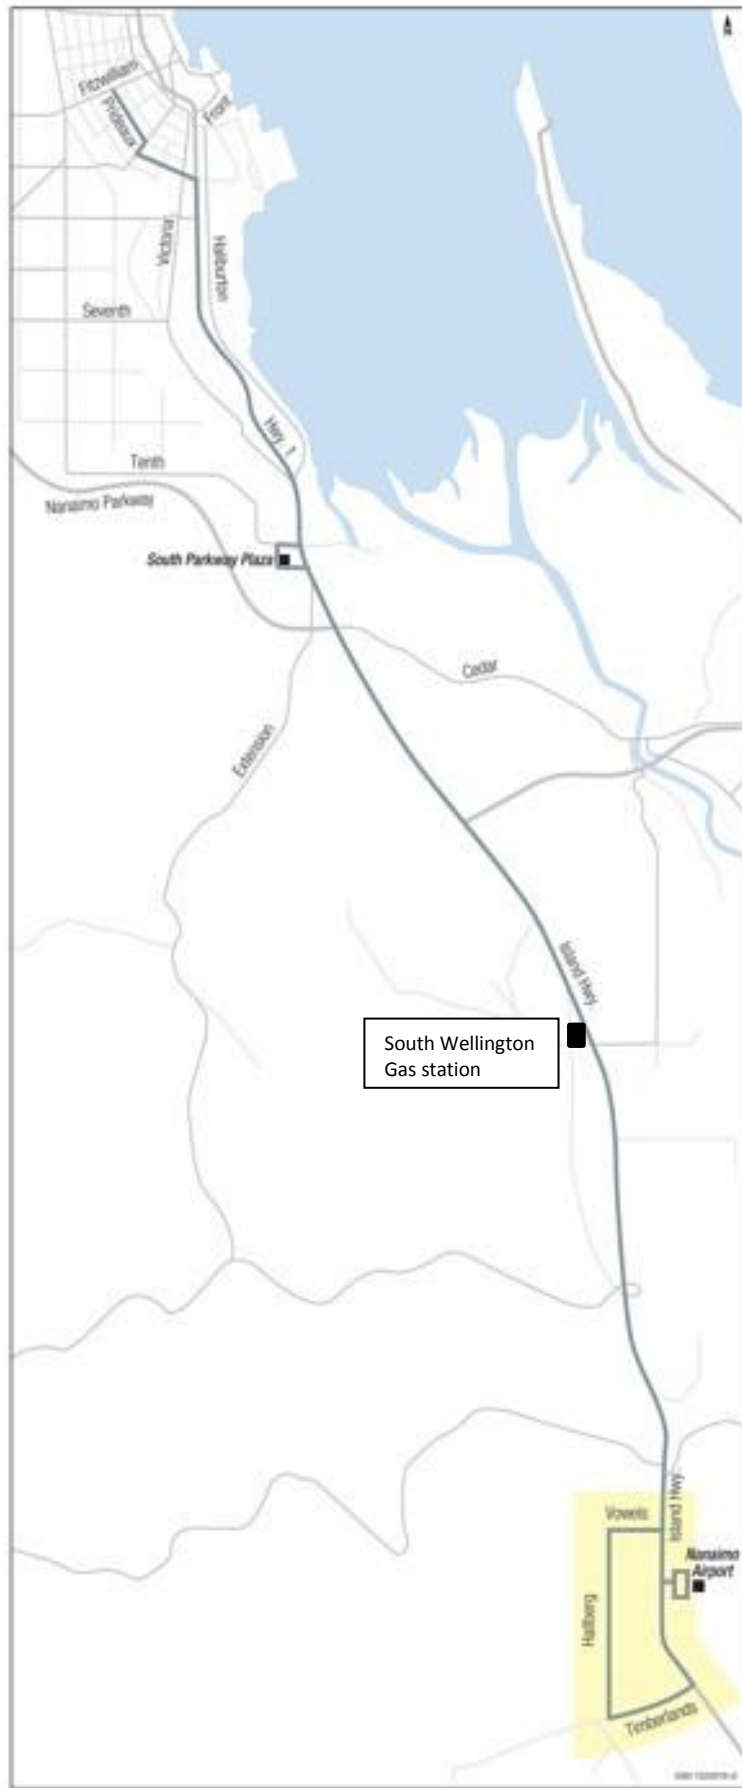 N
Fitzwilliam
Front
Prideaux
Victoria
Haliburton
Seventh
Hwy. 1
Tenth
Nanaimo Parkway
South Parkway Plaza
Cedar
Extension
Island Hwy.
South Wellington
Gas station
Island Hwy.
Vowels
Nanaimo
Airport
Hallberg
Timberlands